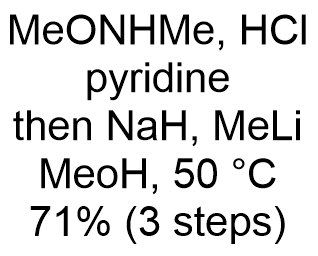 MeONHMe, HCl
pyridine
then NaH, MeLi
MeoH, 50 °C
71% (3 steps)